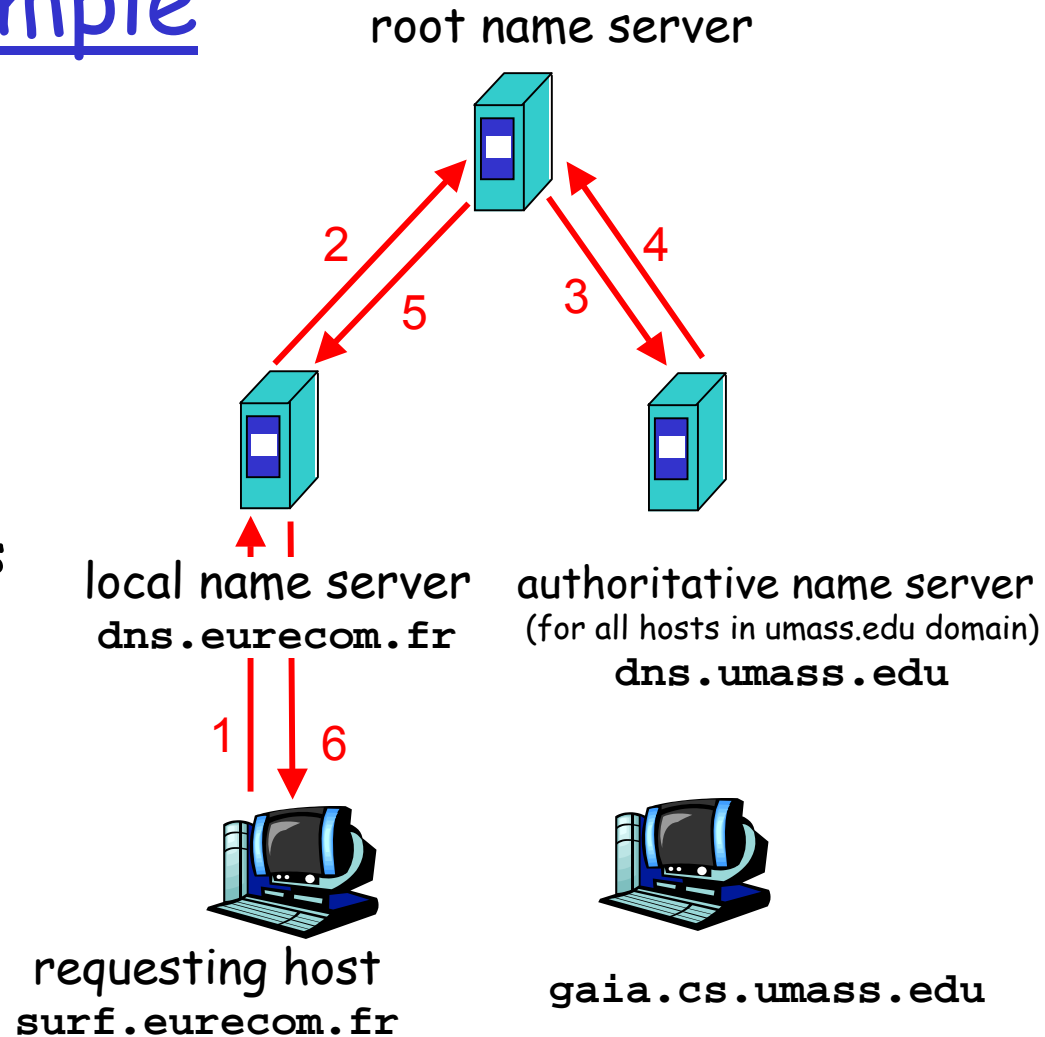 root name server
2
4
3
5
local name server
dns.eurecom.fr
authoritative name server
(for all hosts in umass.edu domain)
dns.umass.edu
1
6
requesting host
surf.eurecom.fr
gaia.cs.umass.edu